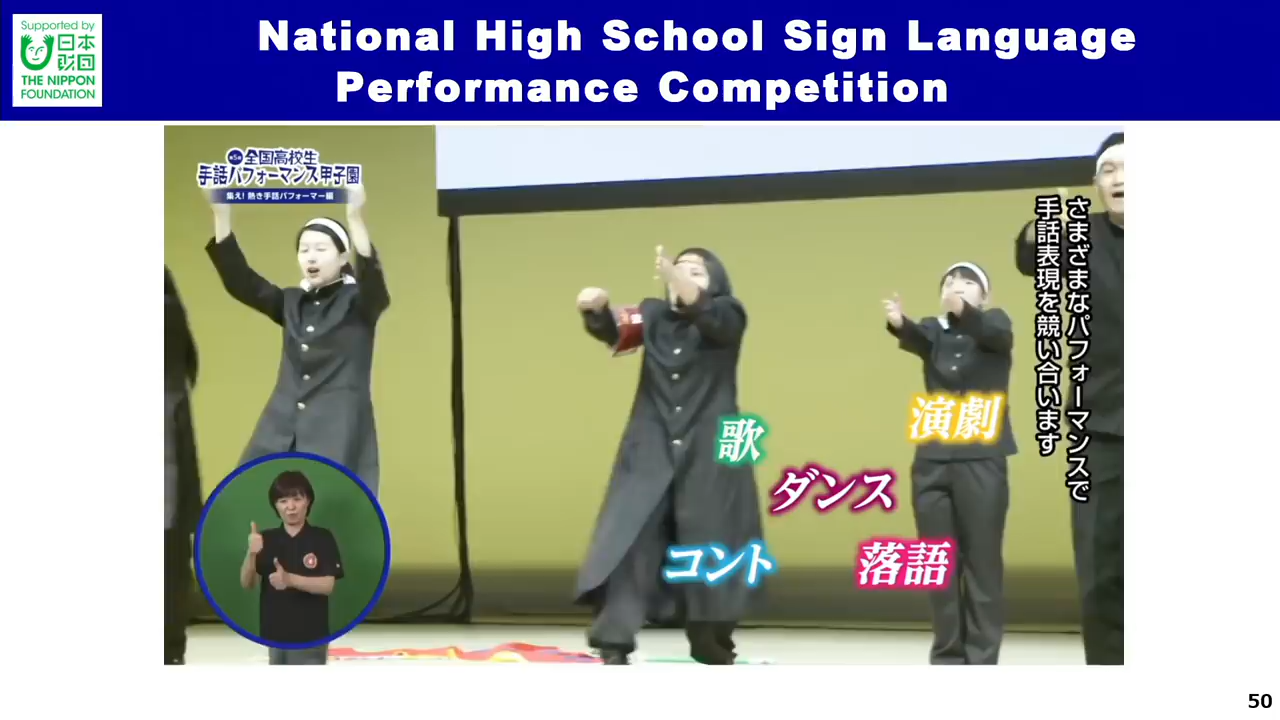 Supported by
日本
財団
THE NIPPON
FOUNDATION
National High School Sign Language
Performance Competition
全国高校生
手話パフォーマンス甲子園
集え! 熱き手話パフォーマー編
さまざまなパフォーマンスで
手話表現を競い合います
演劇
歌
ダンス
コント
落語
50